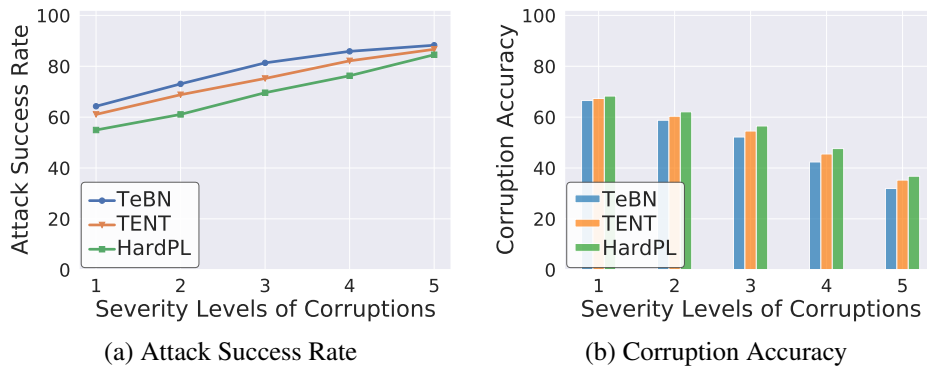 Attack Success Rate
100
80
60
40
20
0
TeBN
TENT
HardPL
1 2 3 4 5
Severity Levels of Corruptions
(a) Attack Success Rate
Corruption Accuracy
100
80
60
40
20
0
TeBN
TENT
HardPL
1 2 3 4 5
Severity Levels of Corruptions
(b) Corruption Accuracy